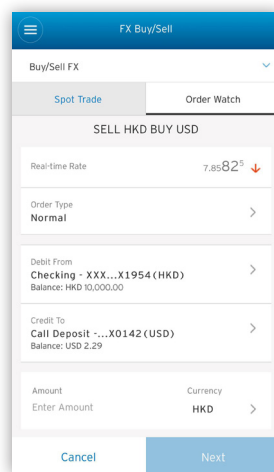 FX Buy/Sell
Buy/Sell FX
Spot Trade Order Watch
SELL HKD BUY USD
Real-time Rate 7.85825
Order Type
Normal
Debit From
Checking - XXX...X1954 (HKD)
Balance: HKD 10,000.00
Credit To
Call Deposit -...X0142 (USD)
Balance: USD 2.29
Amount Currency
Enter Amount HKD
Cancel Next